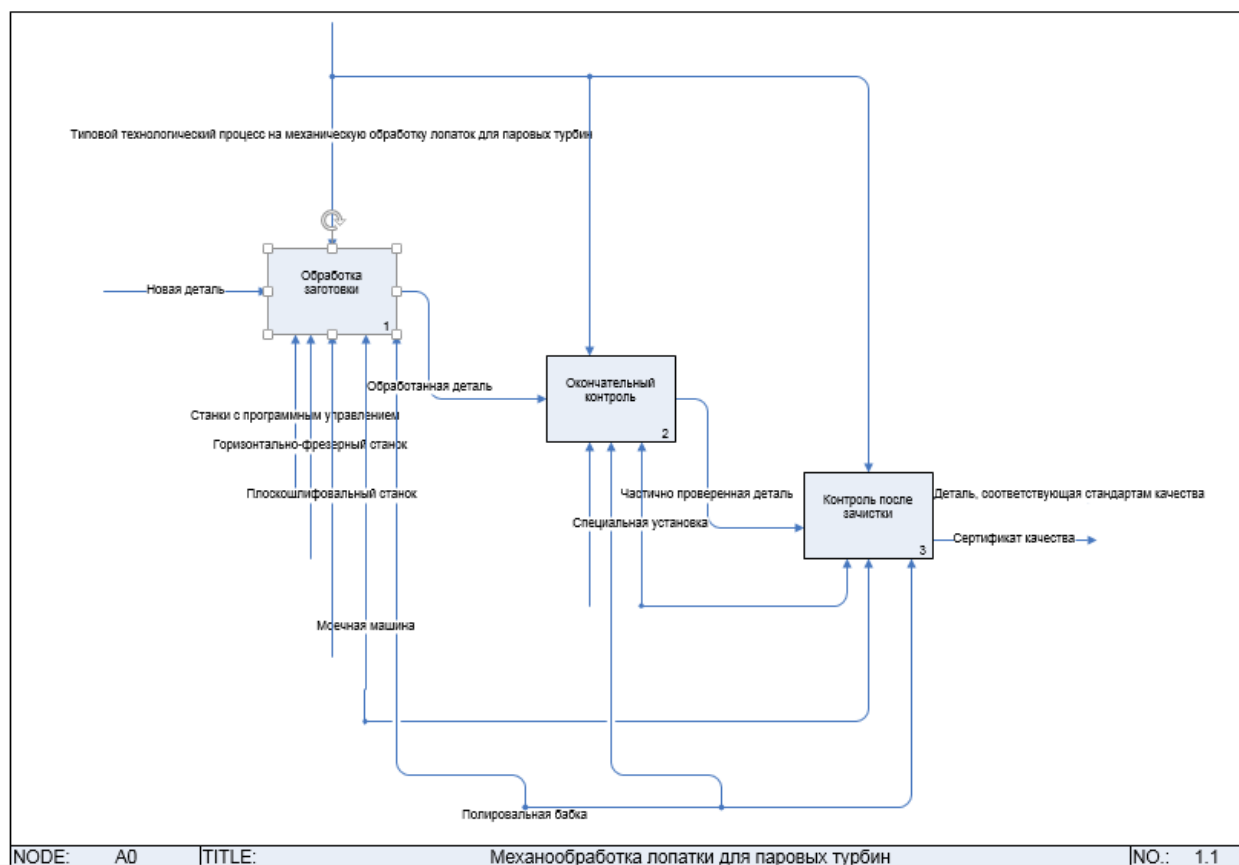 Типовой технологический процесс на механическую обработку лопаток для паровых турбин
Обработка
заготовки
1
Новая деталь
Обработанная деталь
Окончательный
контроль
2
Станки с программным управлением
Горизонтально-фрезерный станок
Плоскошлифовальный станок
Частично проверенная деталь
Специальная установка
Контроль после
зачистки
3
Деталь, соответствующая стандартам качества
Сертификат качества
Моечная машина
Полировальная бабка
NODE: A0 TITLE: Механообработка лопатки для паровых турбин NO.: 1.1